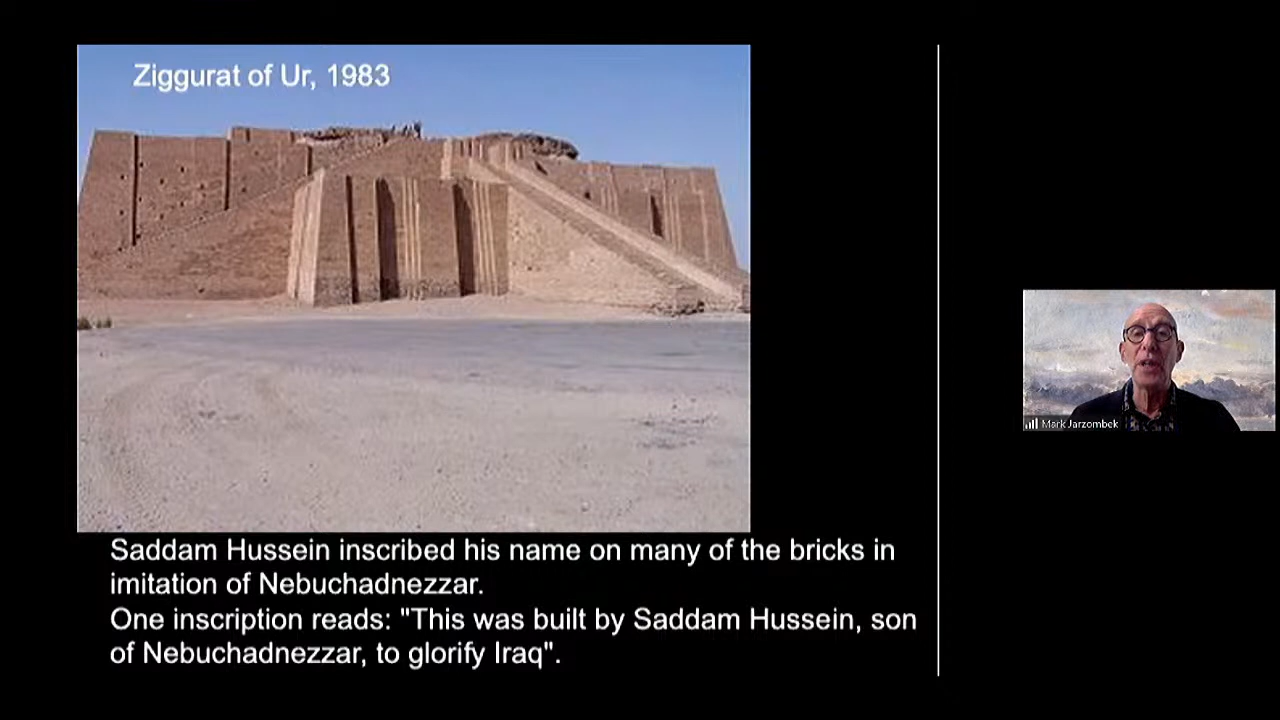 Ziggurat of Ur, 1983
Saddam Hussein inscribed his name on many of the bricks in
imitation of Nebuchadnezzar.
One inscription reads: "This was built by Saddam Hussein, son
of Nebuchadnezzar, to glorify Iraq".
Mark Jarzombek